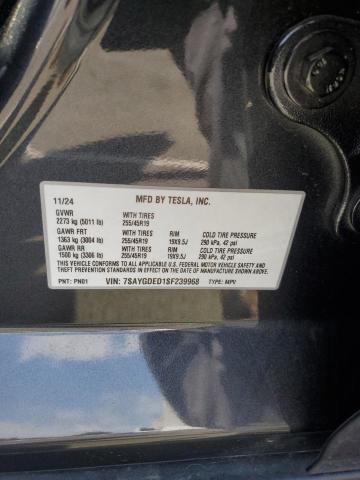 11/24 MFD BY TESLA, INC.
GVWR WITH TIRES
2273 kg (5011 lb) 255/45R19
GAWR FRT WITH TIRES RIM COLD TIRE PRESSURE
1363 kg (3004 lb) 255/45R19 19X9.5J 290 kPa, 42 psi
GAWR RR WITH TIRES RIM COLD TIRE PRESSURE
1500 kg (3306 lb) 255/45R19 19X9.5J 290 kPa, 42 psi
THIS VEHICLE CONFORMS TO ALL APPLICABLE U.S. FEDERAL MOTOR VEHICLE SAFETY AND
THEFT PREVENTION STANDARDS IN EFFECT ON THE DATE OF MANUFACTURE SHOWN ABOVE.
PNT: PN01 VIN: 7SAYGDED1SF239968 TYPE: MPV